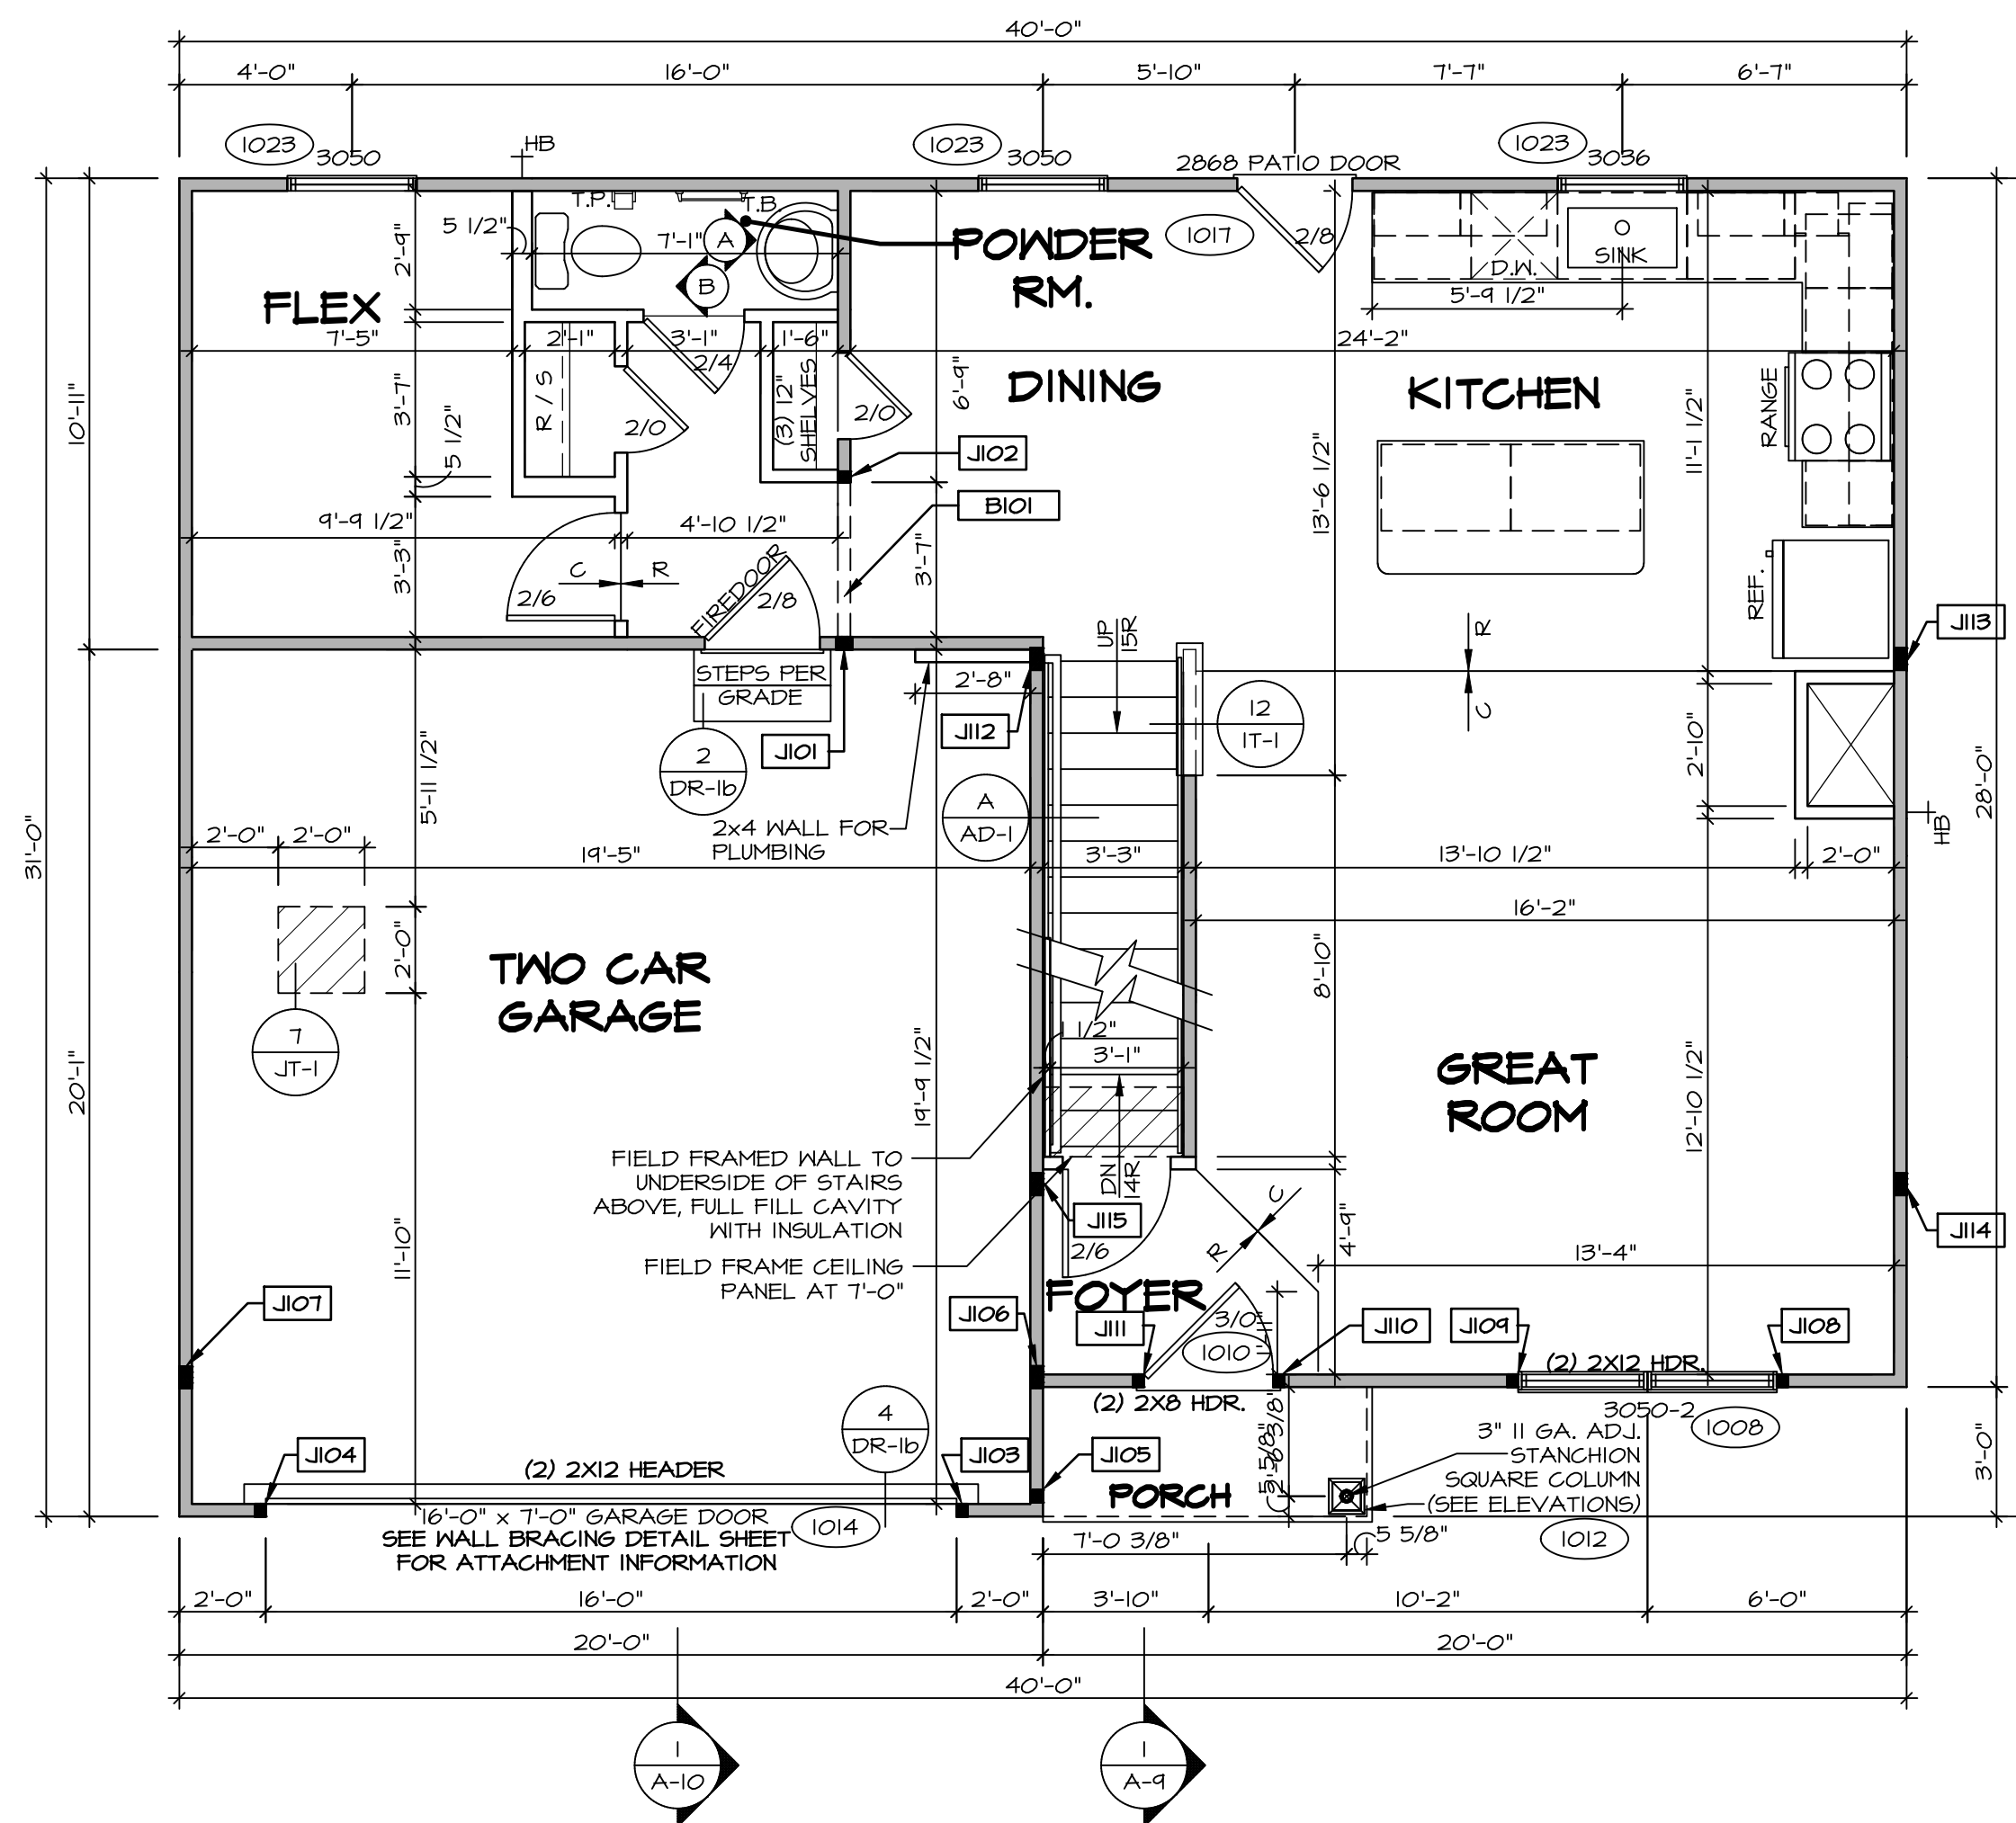 40'-0"
4'-0" 16'-0" 5'-10" 7'-7" 6'-7"
1023 3050 HB 1023 3050 2868 PATIO DOOR 1023 3036
T.P. T.B.
5 1/2" 2'-9" 7'-1" A B
POWDER
RM.
1017 2/8 D.W. SINK
5'-9 1/2"
FLEX
7'-5" 2'-1" 3'-1" 1'-6" 24'-2"
2/4
R / S
2/0
(3) 12"
SHELVES
2/0
6'-9"
DINING
KITCHEN
RANGE
11'-1 1/2"
13'-6 1/2"
10'-11"
3'-7"
5 1/2"
J102
B101
9'-9 1/2" 4'-10 1/2"
3'-3"
3'-7"
C R
2/6
FIREDOOR
2/8
REF.
J113
UP
15R
R
C
STEPS PER
GRADE
2'-8"
J112
J101
2
DR-1b
12
1T-1
A
AD-1
2x4 WALL FOR
PLUMBING
5'-11 1/2"
2'-10"
28'-0"
HB
31'-0"
2'-0" 2'-0"
19'-5" 3'-3" 13'-10 1/2" 2'-0"
16'-2"
2'-0"
8'-10"
TWO CAR
GARAGE
7
JT-1
1 1/2"
3'-1"
19'-9 1/2"
20'-1"
GREAT
ROOM
12'-10 1/2"
FIELD FRAMED WALL TO
UNDERSIDE OF STAIRS
ABOVE, FULL FILL CAVITY
WITH INSULATION
FIELD FRAME CEILING
PANEL AT 7'-0"
DN
14R
J115
2/6
C
R
4'-9"
13'-4"
J114
11'-10"
FOYER
J107
J106
J111
3/0
1010
1'-11"
J110
J109
J108
(2) 2X12 HDR.
(2) 2X8 HDR.
3050-2
1008
4
DR-1b
J104
(2) 2X12 HEADER
J103
J105
PORCH
5 5/8"
3" 11 GA. ADJ.
STANCHION
SQUARE COLUMN
(SEE ELEVATIONS)
1012
3'-0"
16'-0" x 7'-0" GARAGE DOOR
1014
SEE WALL BRACING DETAIL SHEET
FOR ATTACHMENT INFORMATION
7'-0 3/8" 5 5/8"
2'-0" 16'-0" 2'-0" 3'-10" 10'-2" 6'-0"
20'-0" 20'-0"
40'-0"
1
A-10
1
A-9